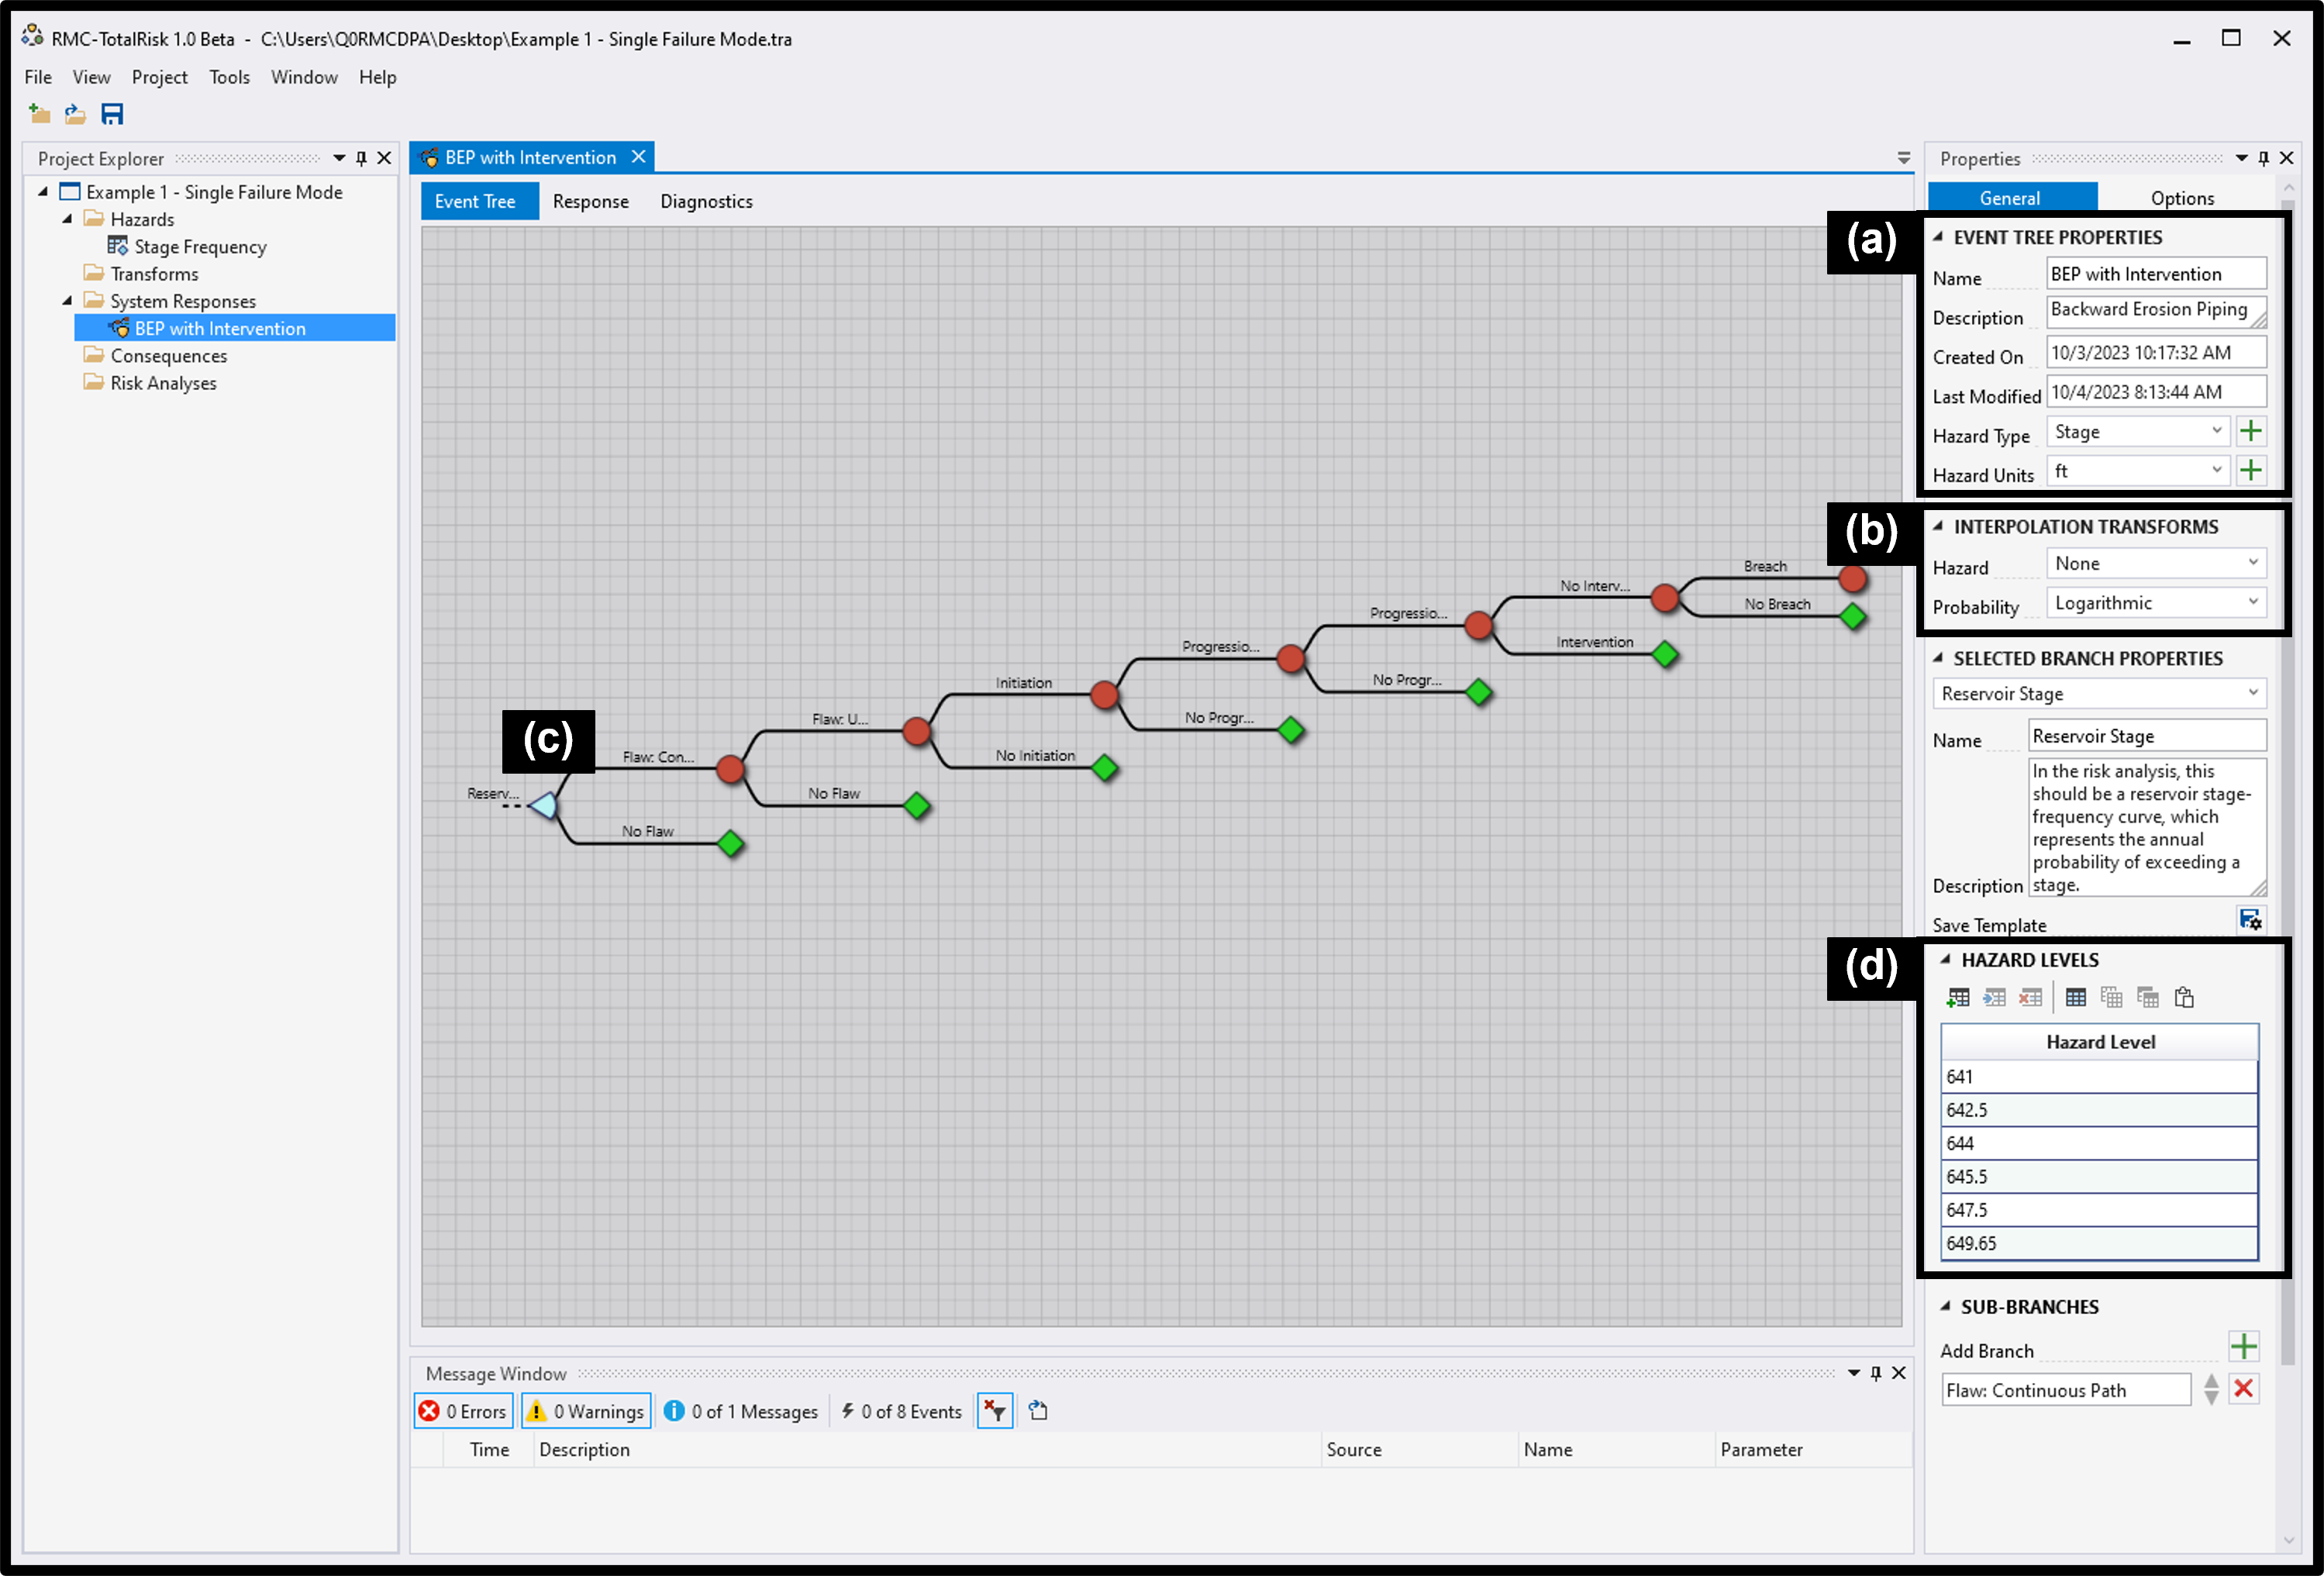 RMC-TotalRisk 1.0 Beta - C:\Users\Q0RMCDPA\Desktop\Example 1 - Single Failure Mode.tra
File View Project Tools Window Help
Project Explorer
Example 1 - Single Failure Mode
Hazards
Stage Frequency
Transforms
System Responses
BEP with Intervention
Consequences
Risk Analyses
BEP with Intervention
Event Tree Response Diagnostics
Breach
No Interv...
No Breach
Progressio...
Intervention
Progressio...
No Progr...
Initiation
No Progr...
Flaw: U...
(c)
No Initiation
Flaw: Con...
Reserv...
No Flaw
No Flaw
Message Window
0 Errors 0 Warnings 0 of 1 Messages 0 of 8 Events
Time Description Source Name Parameter
Properties
General Options
(a)
EVENT TREE PROPERTIES
Name BEP with Intervention
Description Backward Erosion Piping
Created On 10/3/2023 10:17:32 AM
Last Modified 10/4/2023 8:13:44 AM
Hazard Type Stage
Hazard Units ft
(b)
INTERPOLATION TRANSFORMS
Hazard None
Probability Logarithmic
SELECTED BRANCH PROPERTIES
Reservoir Stage
Name Reservoir Stage
In the risk analysis, this
should be a reservoir stage-
frequency curve, which
represents the annual
probability of exceeding a
Description stage.
Save Template
(d)
HAZARD LEVELS
Hazard Level
641
642.5
644
645.5
647.5
649.65
SUB-BRANCHES
Add Branch
Flaw: Continuous Path